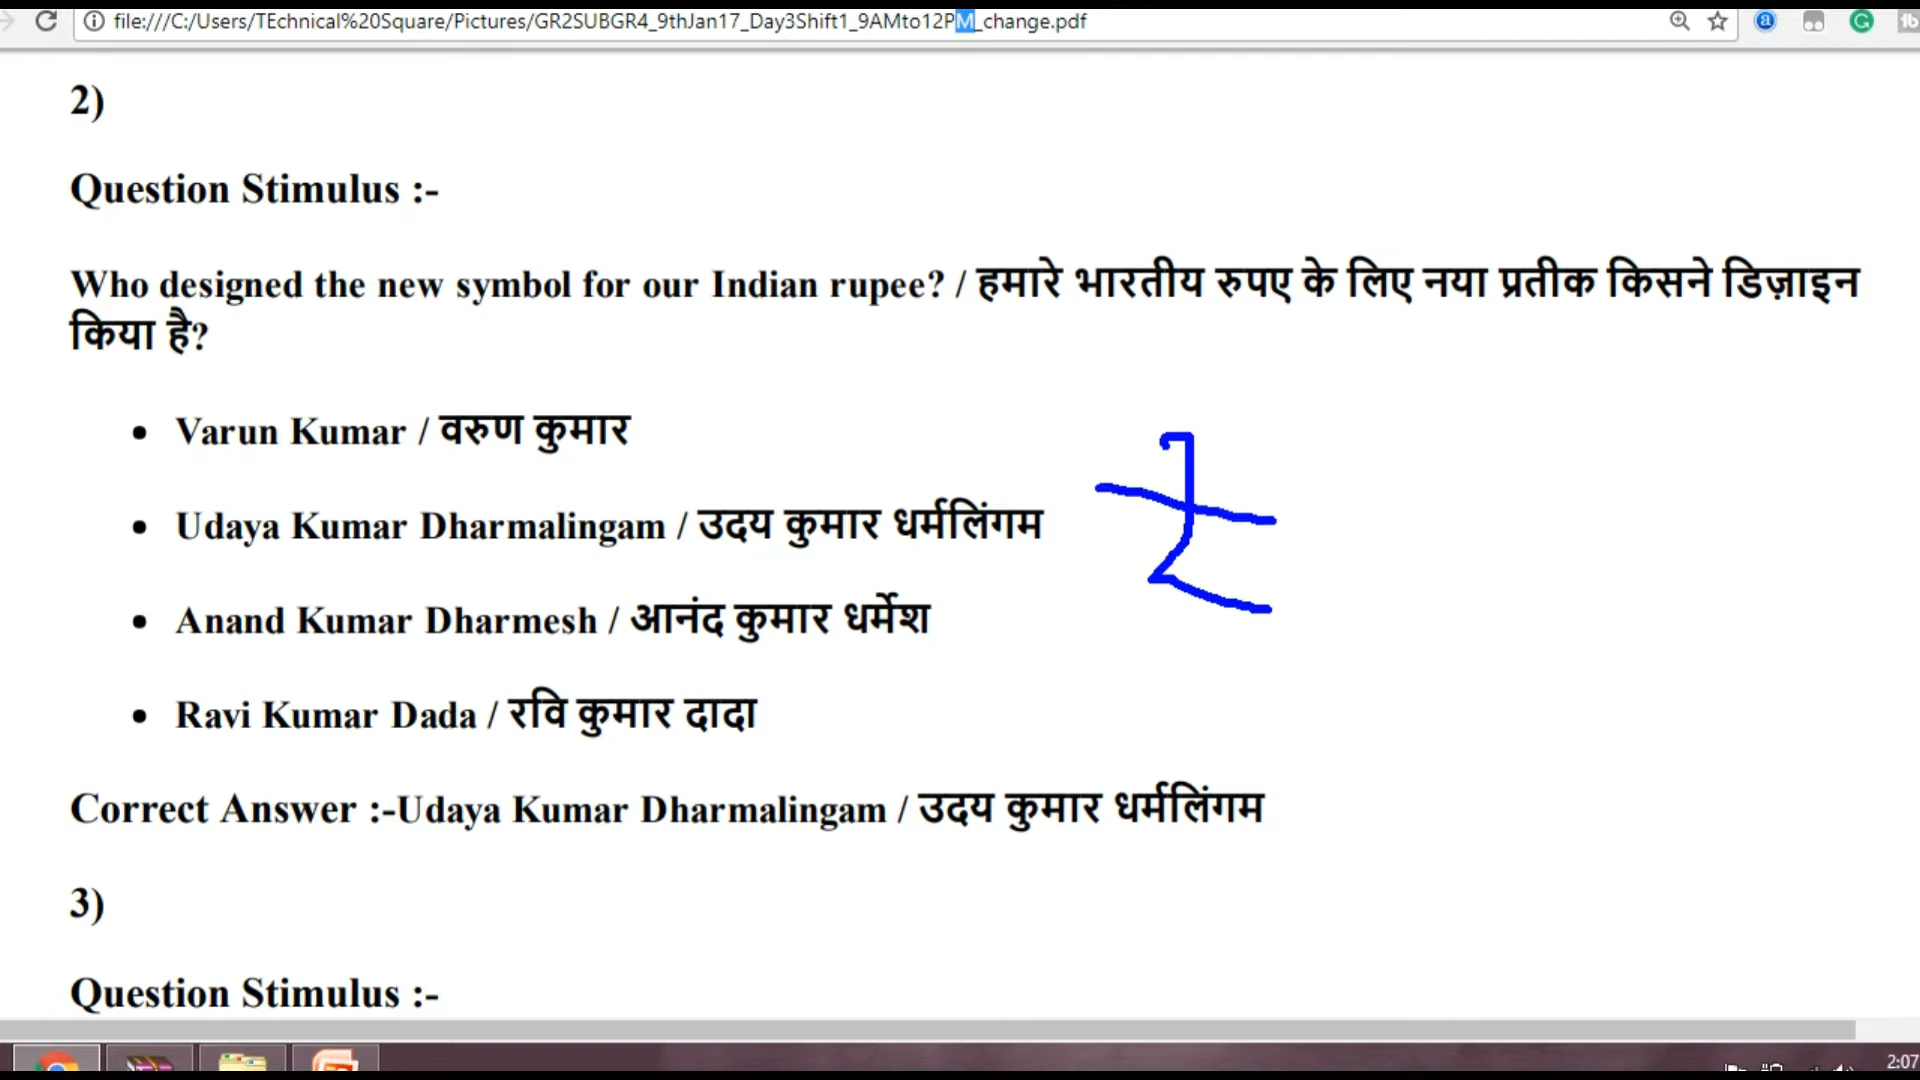 file:///C:/Users/TEchnical%20Square/Pictures/GR2SUBGR4_9thJan17_Day3Shift1_9AMto12PM_change.pdf
2)
Question Stimulus :-
Who designed the new symbol for our Indian rupee? / हमारे भारतीय रुपए के लिए नया प्रतीक किसने डिज़ाइन
किया है?
• Varun Kumar / वरुण कुमार
• Udaya Kumar Dharmalingam / उदय कुमार धर्मलिंगम
• Anand Kumar Dharmesh / आनंद कुमार धर्मेश
• Ravi Kumar Dada / रवि कुमार दादा
Correct Answer :-Udaya Kumar Dharmalingam / उदय कुमार धर्मलिंगम
3)
Question Stimulus :-
2:07